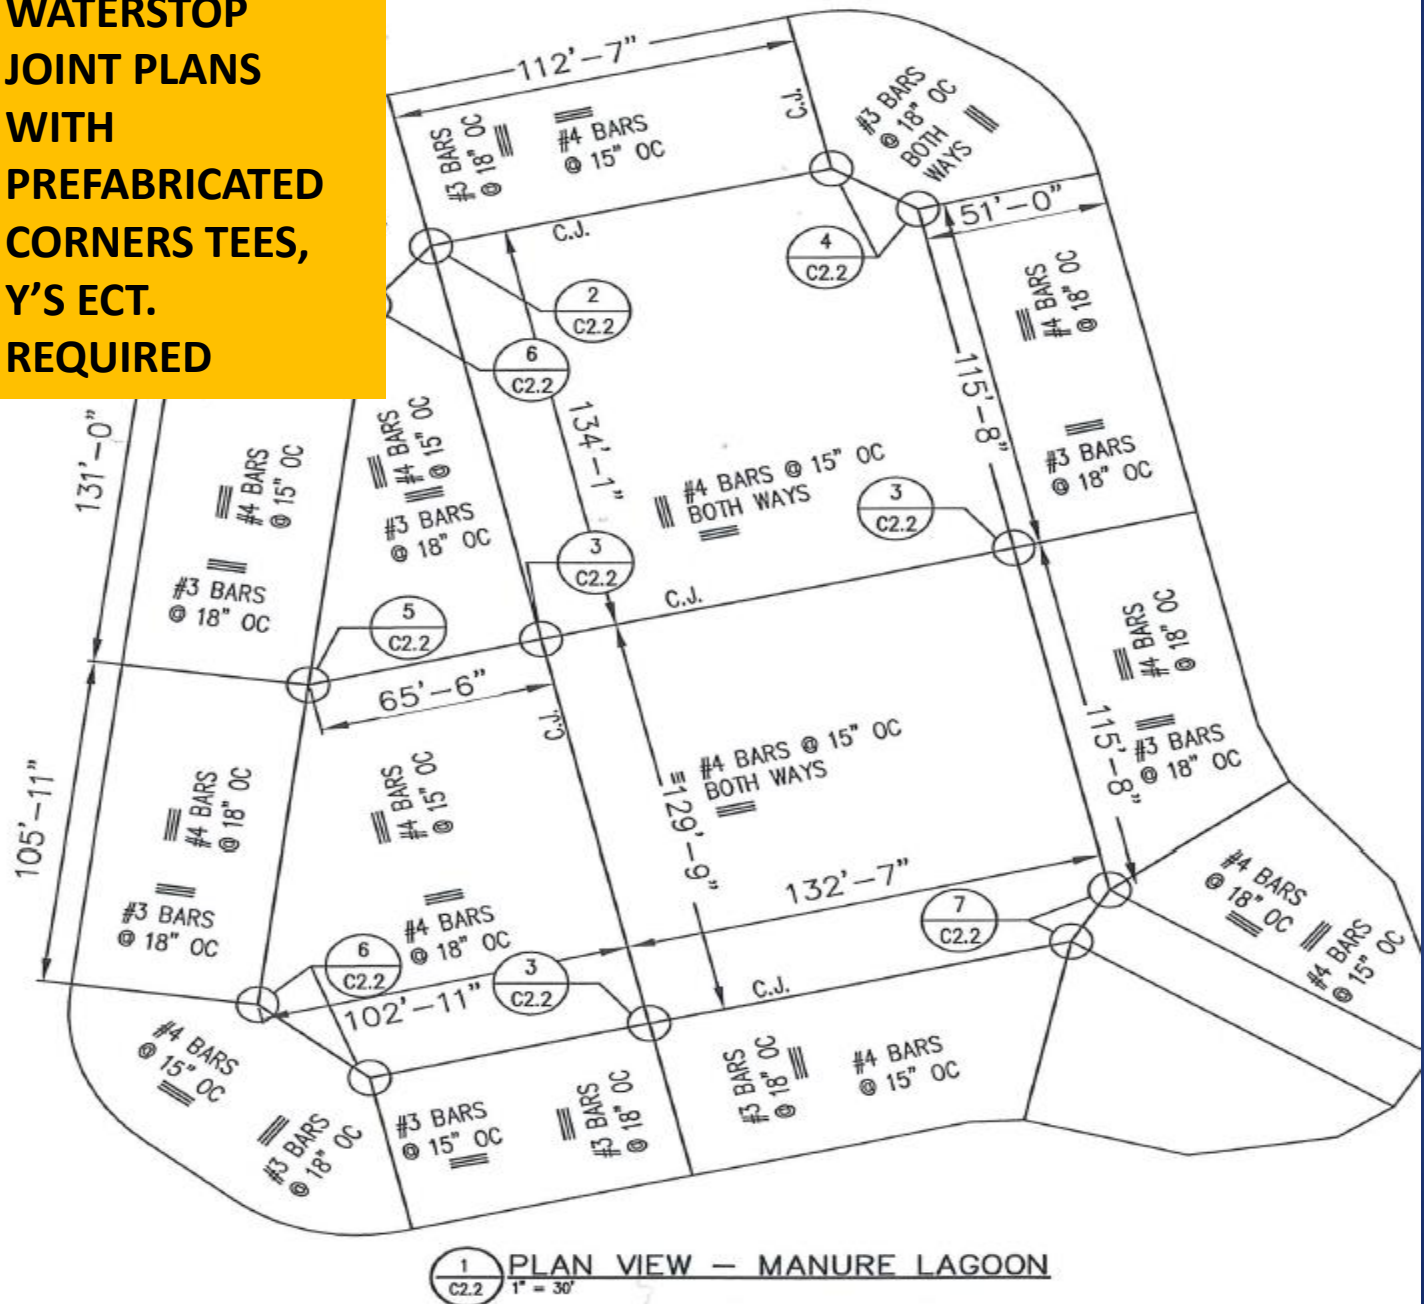 WATERSTOP
JOINT PLANS
WITH
PREFABRICATED
CORNERS TEES,
Y'S ECT.
REQUIRED
112'-7"
C.J.
#3 BARS
@ 18" OC
#4 BARS
@ 15" OC
#3 BARS
@ 18" OC
BOTH
WAYS
51'-0"
C.J.
4
C2.2
2
C2.2
6
C2.2
#4 BARS
@ 18" OC
115'-8"
#3 BARS
@ 18" OC
134'-1"
131'-0"
#4 BARS
@ 15" OC
#3 BARS
@ 18" OC
#4 BARS
@ 15" OC
#3 BARS
@ 18" OC
#4 BARS @ 15" OC
BOTH WAYS
3
C2.2
3
C2.2
C.J.
5
C2.2
65'-6"
C.J.
#4 BARS
@ 18" OC
115'-8"
#3 BARS
@ 18" OC
105'-11"
#4 BARS
@ 18" OC
#3 BARS
@ 18" OC
#4 BARS
@ 15" OC
#4 BARS
@ 18" OC
#4 BARS @ 15" OC
BOTH WAYS
129'-9"
132'-7"
7
C2.2
#4 BARS
@ 18" OC
#4 BARS
@ 15" OC
6
C2.2
3
C2.2
102'-11"
C.J.
#4 BARS
@ 15" OC
#3 BARS
@ 18" OC
#3 BARS
@ 15" OC
#3 BARS
@ 18" OC
#3 BARS
@ 18" OC
#4 BARS
@ 15" OC
1
C2.2
PLAN VIEW – MANURE LAGOON
1" = 30'